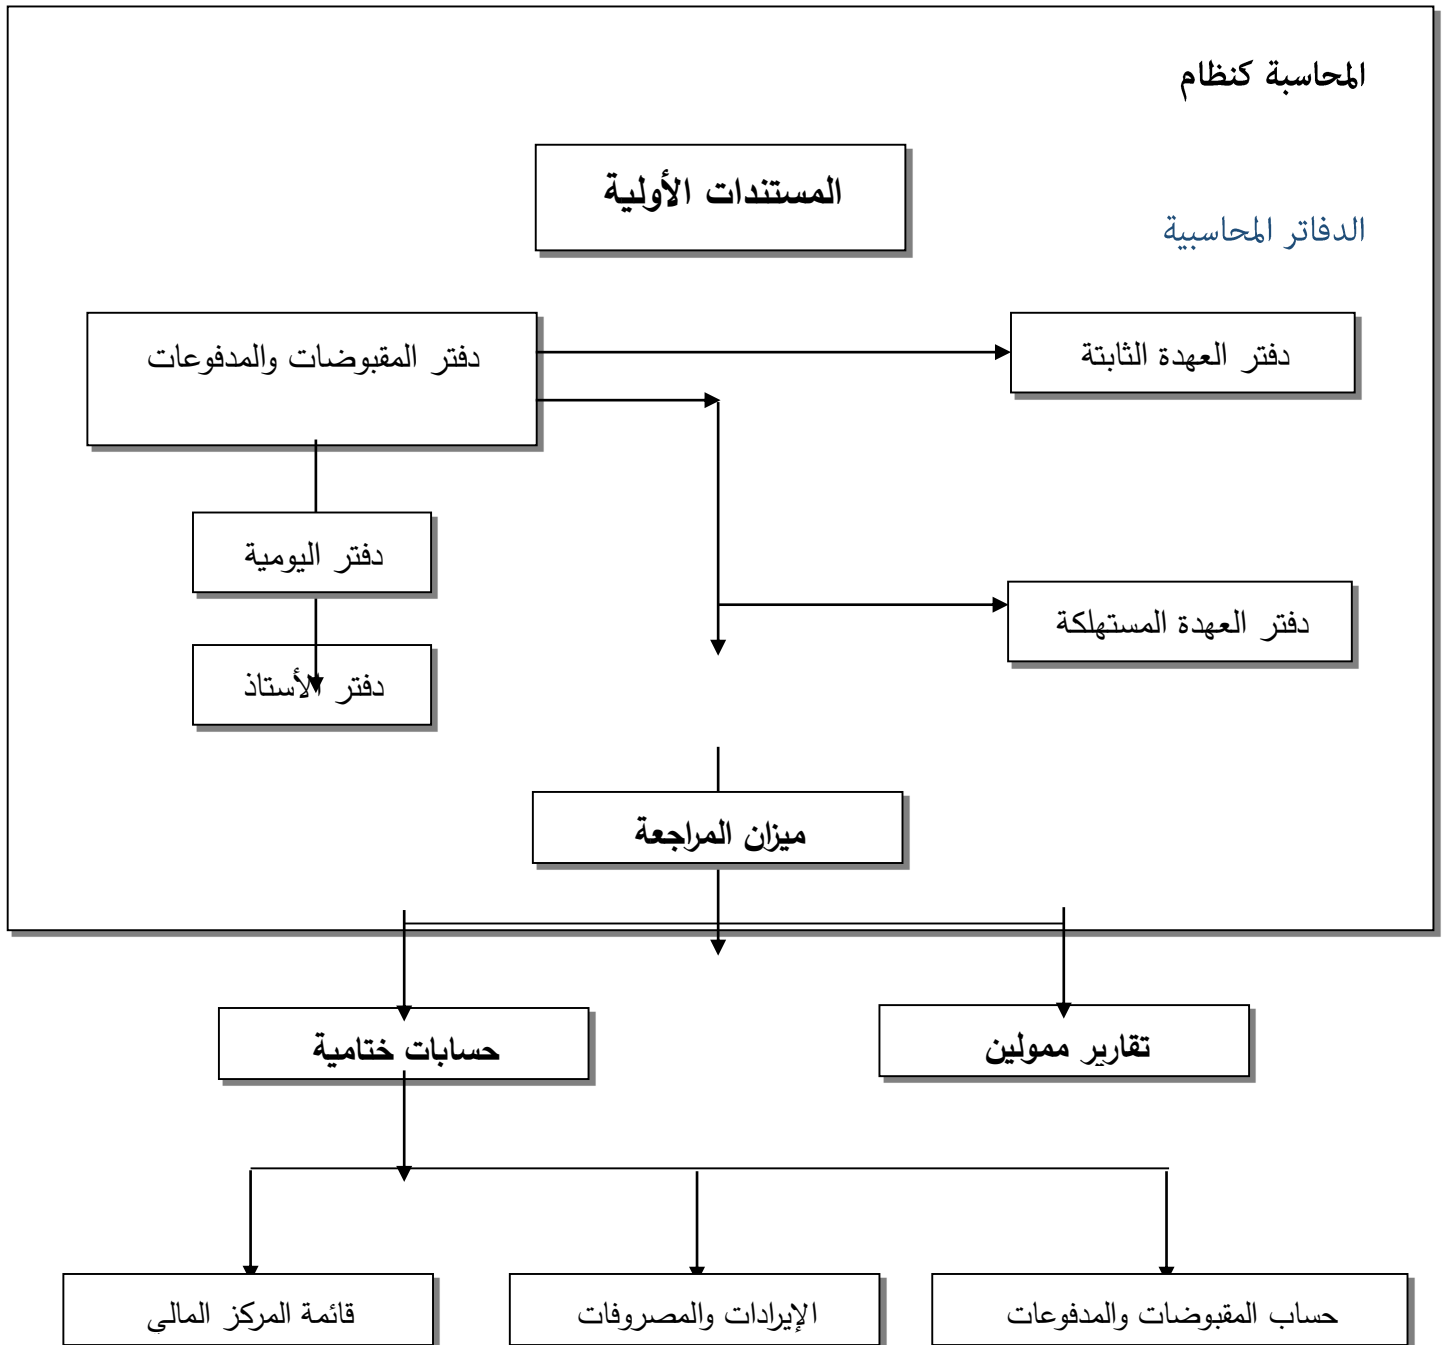 المحاسبة كنظام
المستندات الأولية
الدفاتر المحاسبية
دفتر العهدة الثابتة
دفتر المقبوضات والمدفوعات
دفتر اليومية
دفتر العهدة المستهلكة
دفتر الأستاذ
ميزان المراجعة
تقارير ممولين
حسابات ختامية
حساب المقبوضات والمدفوعات
الإيرادات والمصروفات
قائمة المركز المالى